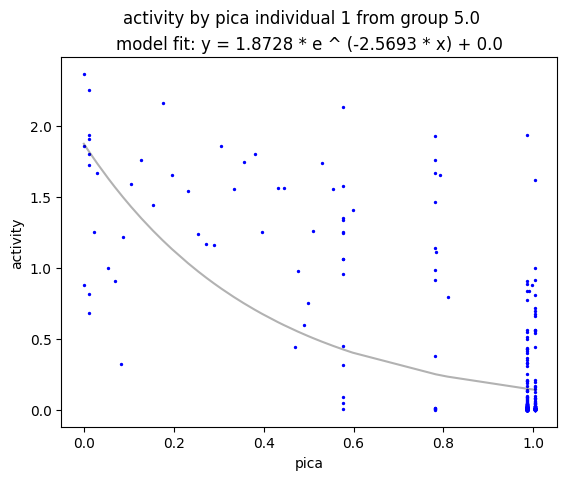 activity by pica individual 1 from group 5.0
model fit: y = 1.8728 * e ^ (-2.5693 * x) + 0.0
activity
2.0
1.5
1.0
0.5
0.0
0.0 0.2 0.4 0.6 0.8 1.0
pica